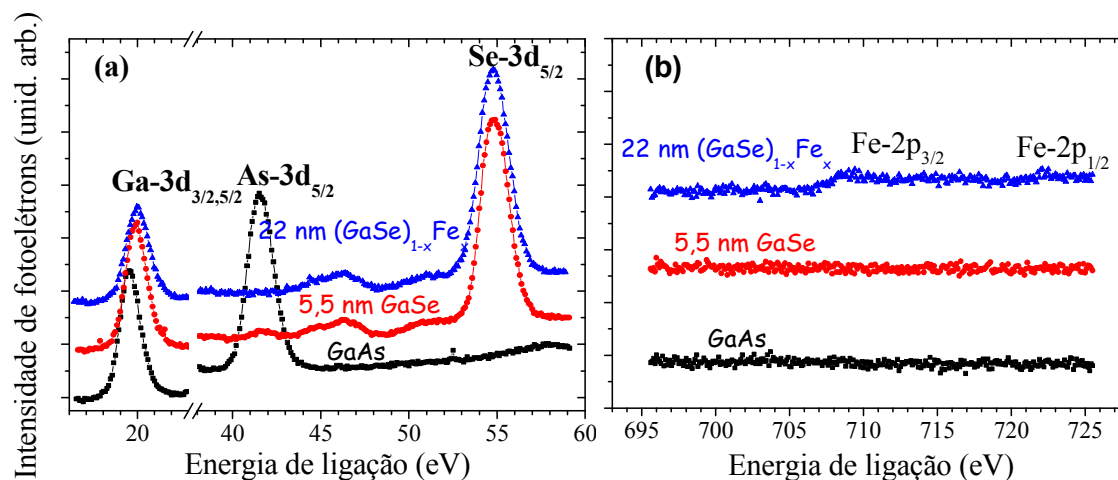 Intensidade de fotoelétrons (unid. arb.)
(a)
Se-3d5/2
Ga-3d3/2,5/2
As-3d5/2
22 nm (GaSe)1-xFe
5,5 nm GaSe
GaAs
20 40 45 50 55 60
Energia de ligação (eV)
(b)
22 nm (GaSe)1-xFex
Fe-2p3/2
Fe-2p1/2
5,5 nm GaSe
GaAs
695 700 705 710 715 720 725
Energia de ligação (eV)